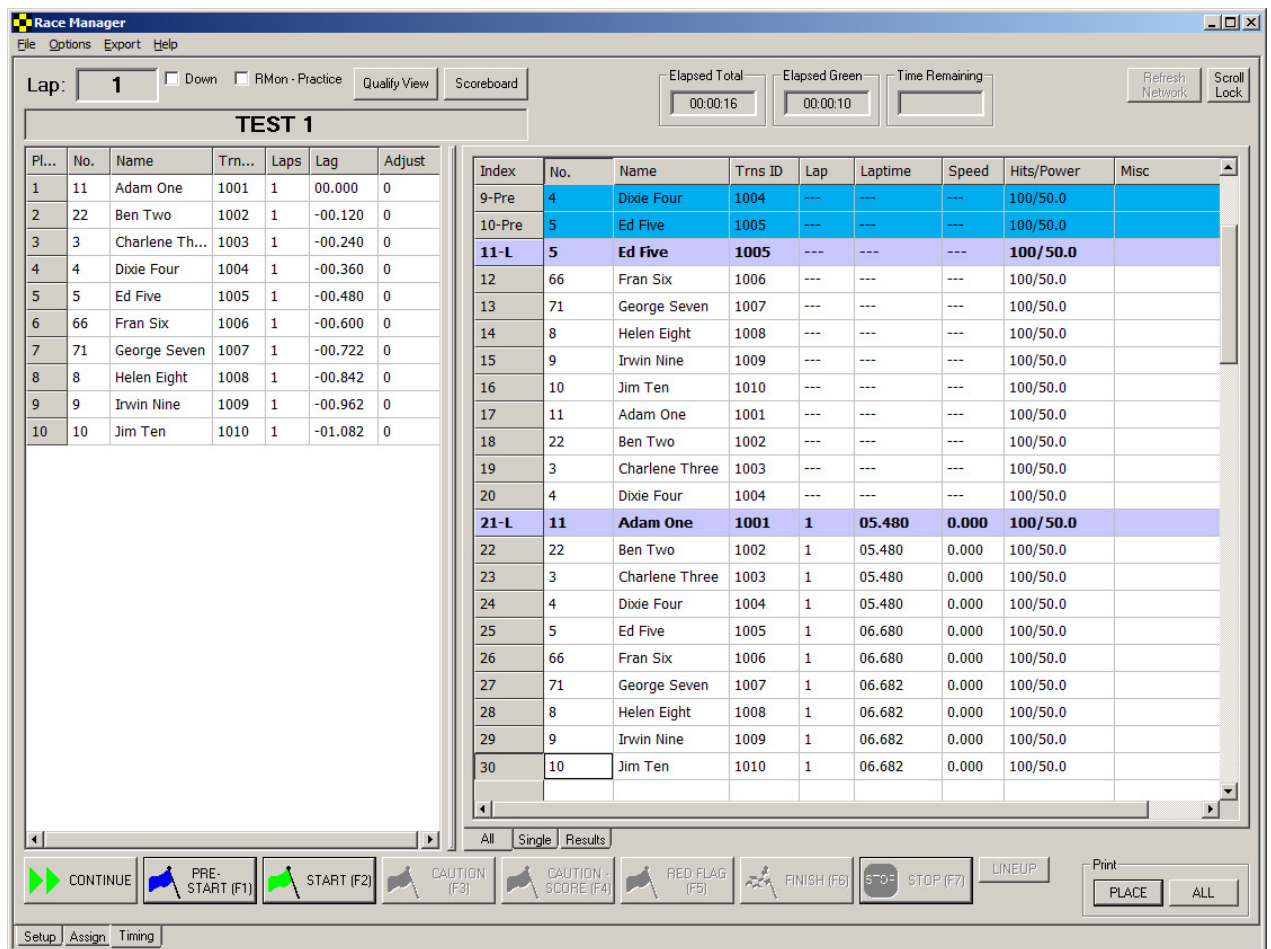 Race Manager
File Options Export Help
Lap: 1 Down RMon - Practice Qualify View Scoreboard
Elapsed Total 00:00:16
Elapsed Green 00:00:10
Time Remaining
Refresh Network
Scroll Lock
TEST 1
Pl... No. Name Trn... Laps Lag Adjust
1 11 Adam One 1001 1 00.000 0
2 22 Ben Two 1002 1 -00.120 0
3 3 Charlene Th... 1003 1 -00.240 0
4 4 Dixie Four 1004 1 -00.360 0
5 5 Ed Five 1005 1 -00.480 0
6 66 Fran Six 1006 1 -00.600 0
7 71 George Seven 1007 1 -00.722 0
8 8 Helen Eight 1008 1 -00.842 0
9 9 Irwin Nine 1009 1 -00.962 0
10 10 Jim Ten 1010 1 -01.082 0
Index No. Name Trns ID Lap Laptime Speed Hits/Power Misc
9-Pre 4 Dixie Four 1004 --- --- --- 100/50.0
10-Pre 5 Ed Five 1005 --- --- --- 100/50.0
11-L 5 Ed Five 1005 --- --- --- 100/50.0
12 66 Fran Six 1006 --- --- --- 100/50.0
13 71 George Seven 1007 --- --- --- 100/50.0
14 8 Helen Eight 1008 --- --- --- 100/50.0
15 9 Irwin Nine 1009 --- --- --- 100/50.0
16 10 Jim Ten 1010 --- --- --- 100/50.0
17 11 Adam One 1001 --- --- --- 100/50.0
18 22 Ben Two 1002 --- --- --- 100/50.0
19 3 Charlene Three 1003 --- --- --- 100/50.0
20 4 Dixie Four 1004 --- --- --- 100/50.0
21-L 11 Adam One 1001 1 05.480 0.000 100/50.0
22 22 Ben Two 1002 1 05.480 0.000 100/50.0
23 3 Charlene Three 1003 1 05.480 0.000 100/50.0
24 4 Dixie Four 1004 1 05.480 0.000 100/50.0
25 5 Ed Five 1005 1 06.680 0.000 100/50.0
26 66 Fran Six 1006 1 06.680 0.000 100/50.0
27 71 George Seven 1007 1 06.682 0.000 100/50.0
28 8 Helen Eight 1008 1 06.682 0.000 100/50.0
29 9 Irwin Nine 1009 1 06.682 0.000 100/50.0
30 10 Jim Ten 1010 1 06.682 0.000 100/50.0
All Single Results
CONTINUE
PRE-START (F1)
START (F2)
CAUTION (F3)
CAUTION - SCORE (F4)
RED FLAG (F5)
FINISH (F6)
STOP STOP (F7)
LINEUP
Print
PLACE ALL
Setup Assign Timing